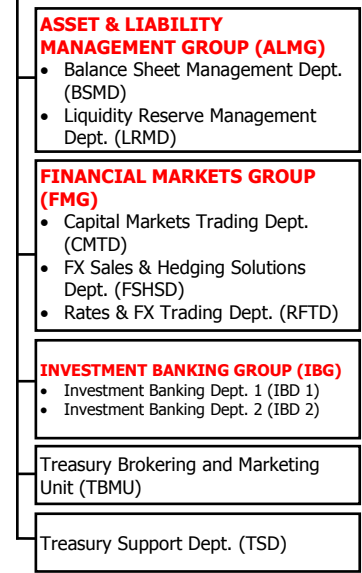 ASSET & LIABILITY
MANAGEMENT GROUP (ALMG)
• Balance Sheet Management Dept.
(BSMD)
• Liquidity Reserve Management
Dept. (LRMD)
FINANCIAL MARKETS GROUP
(FMG)
• Capital Markets Trading Dept.
(CMTD)
• FX Sales & Hedging Solutions
Dept. (FSHSD)
• Rates & FX Trading Dept. (RFTD)
INVESTMENT BANKING GROUP (IBG)
• Investment Banking Dept. 1 (IBD 1)
• Investment Banking Dept. 2 (IBD 2)
Treasury Brokering and Marketing
Unit (TBMU)
Treasury Support Dept. (TSD)